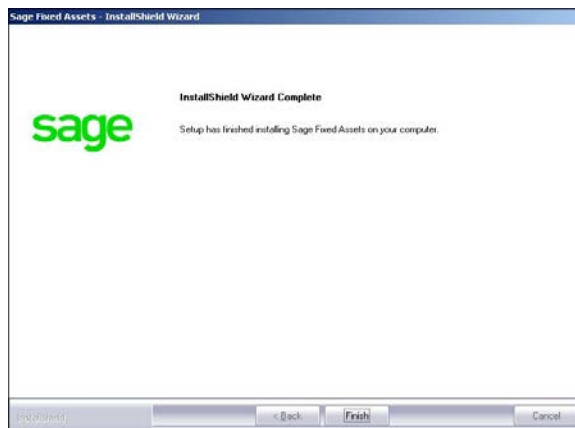 Sage Fixed Assets - InstallShield Wizard
InstallShield Wizard Complete
sage
Setup has finished installing Sage Fixed Assets on your computer.
InstallShield
< Back
Finish
Cancel